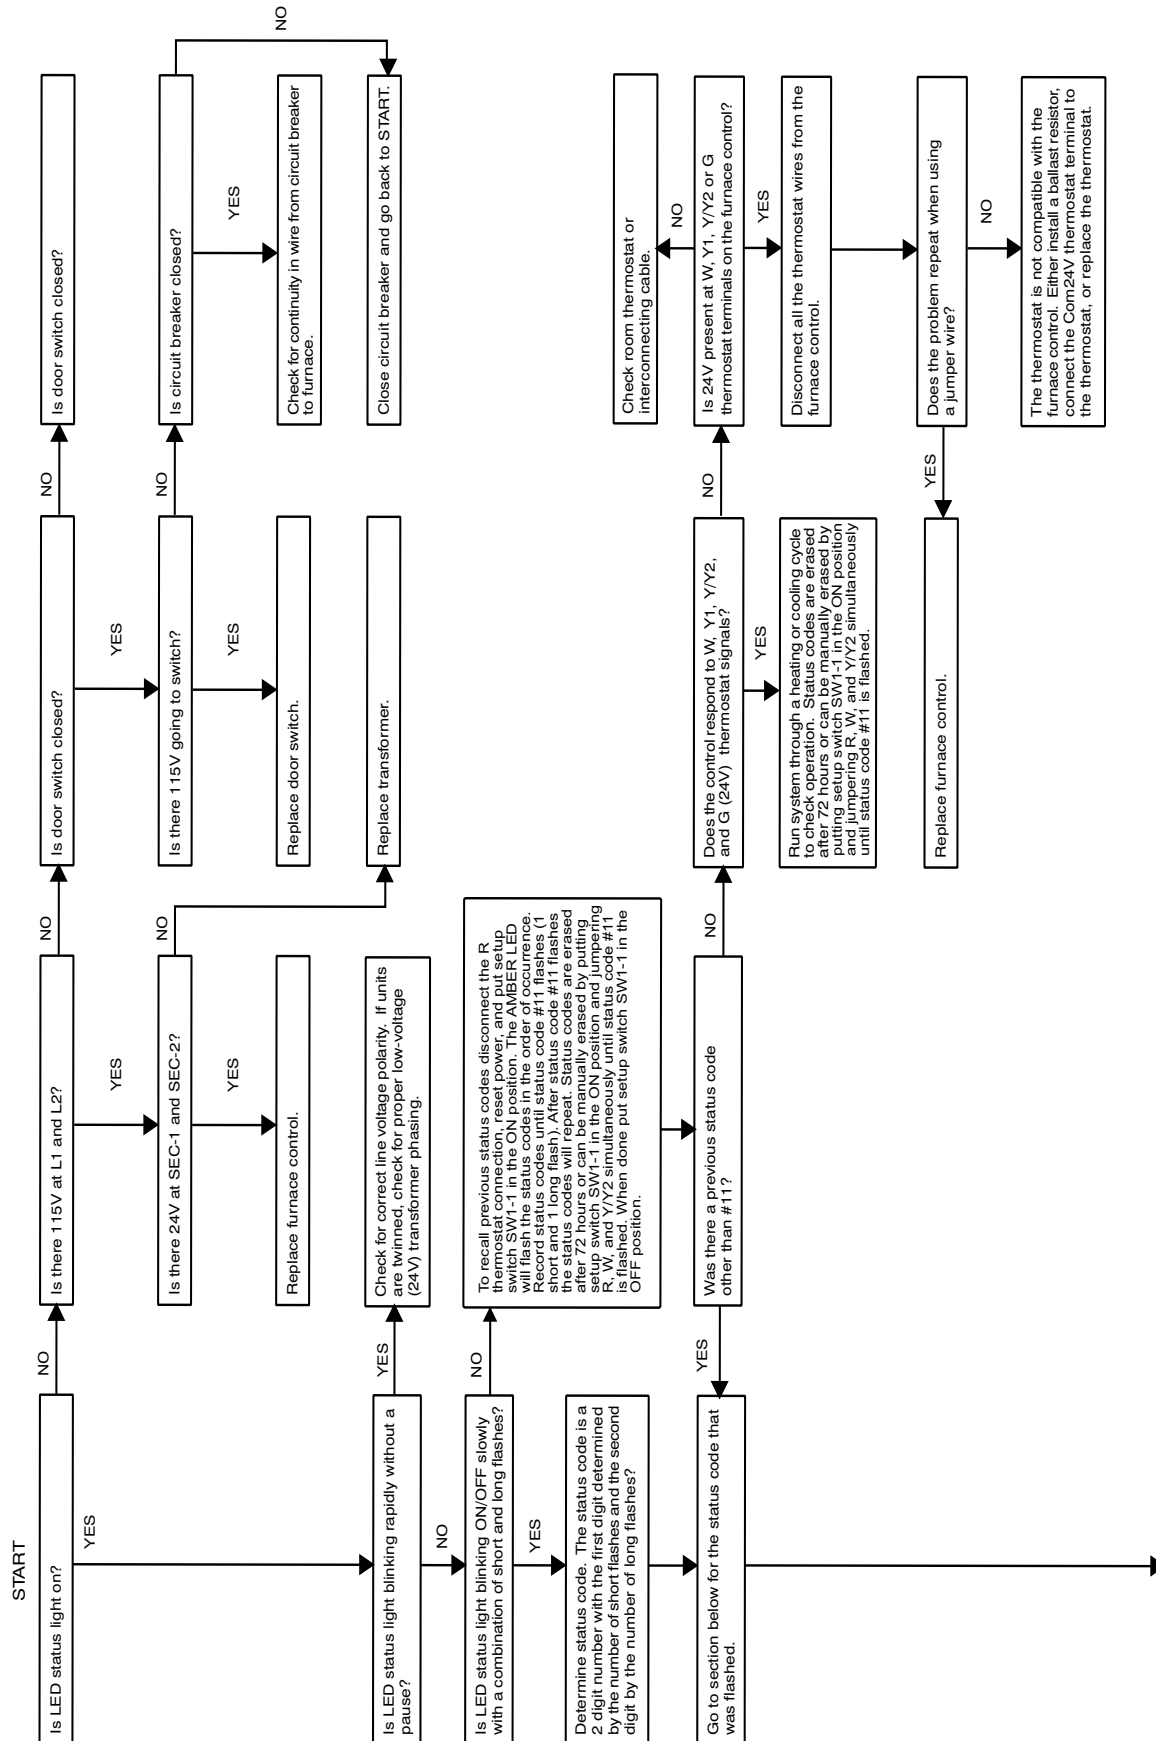 START
Is LED status light on?
NO
YES
Is there 115V at L1 and L2?
NO
YES
Is door switch closed?
NO
YES
Is door switch closed?
Is there 24V at SEC-1 and SEC-2?
NO
YES
Is there 115V going to switch?
NO
YES
Is circuit breaker closed?
NO
YES
Replace furnace control.
Replace door switch.
Check for continuity in wire from circuit breaker
to furnace.
Is LED status light blinking rapidly without a
pause?
YES
NO
Check for correct line voltage polarity. If units
are twinned, check for proper low-voltage
(24V) transformer phasing.
Replace transformer.
Close circuit breaker and go back to START.
Is LED status light blinking ON/OFF slowly
with a combination of short and long flashes?
NO
YES
To recall previous status codes disconnect the R
thermostat connection, reset power, and put setup
switch SW1-1 in the ON position. The AMBER LED
will flash the status codes in the order of occurrence.
Record status codes until status code #11 flashes (1
short and 1 long flash). After status code #11 flashes
the status codes will repeat. Status codes are erased
after 72 hours or can be manually erased by putting
setup switch SW1-1 in the ON position and jumpering
R, W, and Y/Y2 simultaneously until status code #11
is flashed. When done put setup switch SW1-1 in the
OFF position.
Determine status code. The status code is a
2 digit number with the first digit determined
by the number of short flashes and the second
digit by the number of long flashes?
Check room thermostat or
interconnecting cable.
NO
Go to section below for the status code that
was flashed.
YES
Was there a previous status code
other than #11?
NO
Does the control respond to W, Y1, Y/Y2,
and G (24V) thermostat signals?
NO
YES
Is 24V present at W, Y1, Y/Y2 or G
thermostat terminals on the furnace control?
YES
Run system through a heating or cooling cycle
to check operation. Status codes are erased
after 72 hours or can be manually erased by
putting setup switch SW1-1 in the ON position
and jumpering R, W, and Y/Y2 simultaneously
until status code #11 is flashed.
Disconnect all the thermostat wires from the
furnace control.
Replace furnace control.
YES
Does the problem repeat when using
a jumper wire?
NO
The thermostat is not compatible with the
furnace control. Either install a ballast resistor,
connect the Com24V thermostat terminal to
the thermostat, or replace the thermostat.